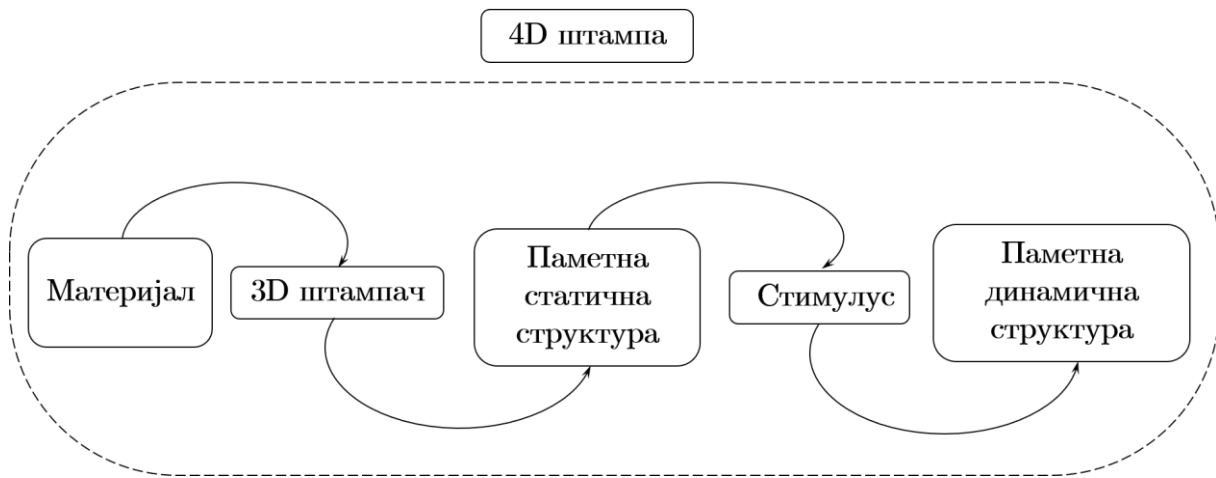 4D штампа
Материјал
3D штампач
Паметна
статична
структура
Стимулус
Паметна
динамична
структура